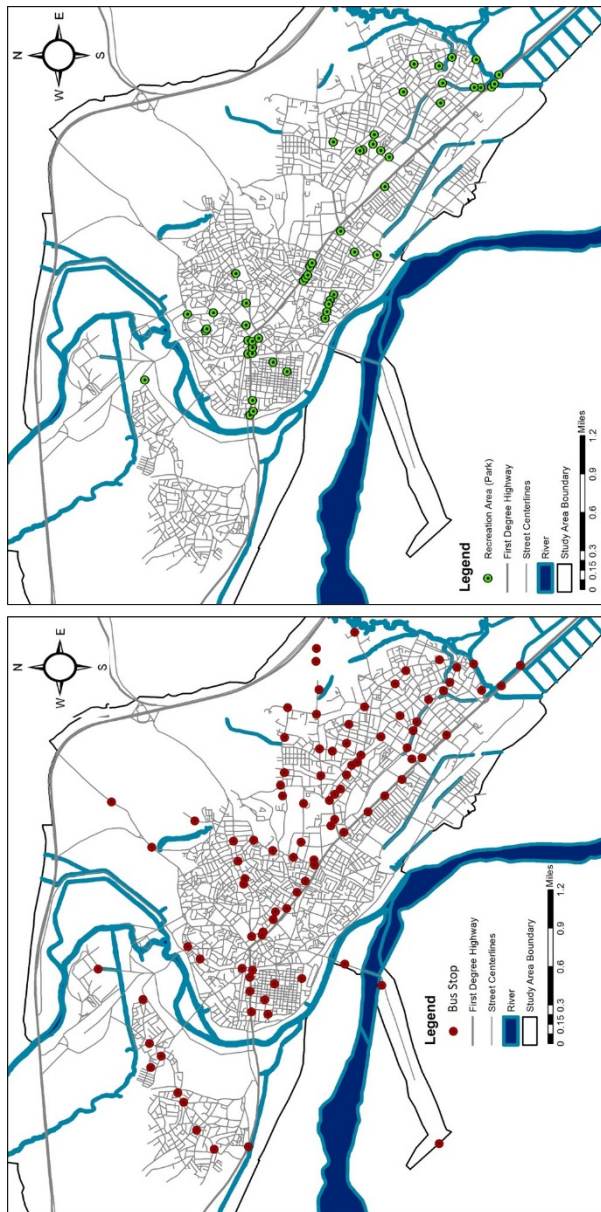 N
W E
S
Legend
Bus Stop
First Degree Highway
Street Centerlines
River
Study Area Boundary
Miles
0 0.15 0.3 0.6 0.9 1.2
N
W E
S
Legend
Recreation Area (Park)
First Degree Highway
Street Centerlines
River
Study Area Boundary
Miles
0 0.15 0.3 0.6 0.9 1.2